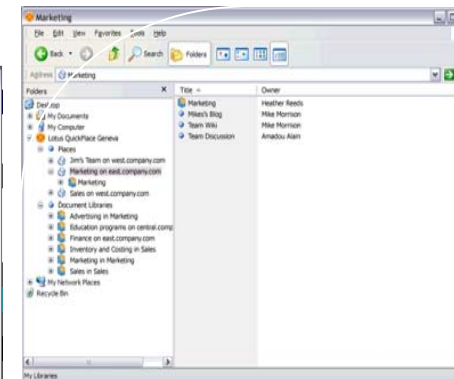 Marketing
File Edit View Favorites Tools Help
Back Search Folders
Address Marketing
Folders X Title Owner
Desktop
My Documents
My Computer
Lotus QuickPlace Geneva
Places
Jim's Team on west.company.com
Marketing on east.company.com
Marketing
Sales on west.company.com
Document Libraries
Advertising in Marketing
Education programs on central.comp
Finance on east.company.com
Inventory and Costing in Sales
Marketing in Marketing
Sales in Sales
My Network Places
Recycle Bin
Marketing Heather Reeds
Mikes's Blog Mike Morrison
Team Wiki Mike Morrison
Team Discussion Amadou Alain
My Libraries